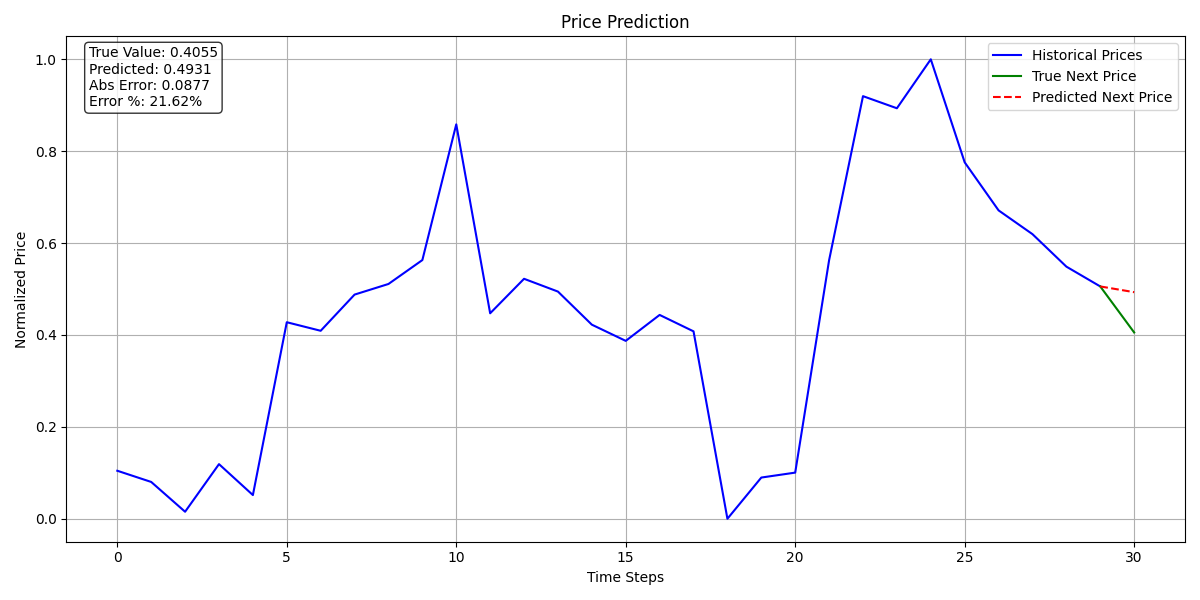 Price Prediction
True Value: 0.4055
Predicted: 0.4931
Abs Error: 0.0877
Error %: 21.62%
Historical Prices
True Next Price
Predicted Next Price
Normalized Price
1.0
0.8
0.6
0.4
0.2
0.0
0 5 10 15 20 25 30
Time Steps